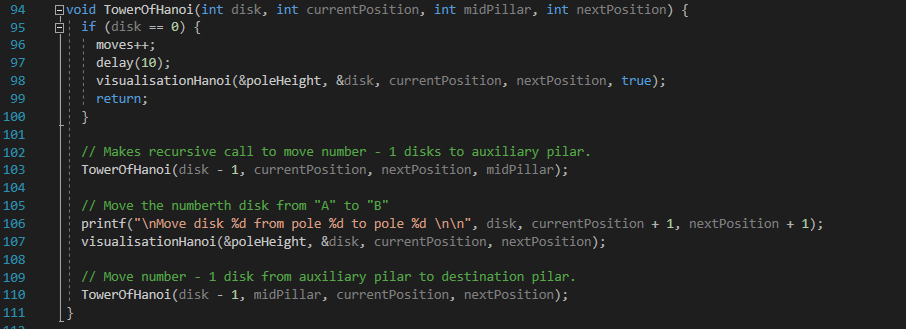 94 void TowerOfHanoi(int disk, int currentPosition, int midPillar, int nextPosition) {
95 if (disk == 0) {
96 moves++;
97 delay(10);
98 visualisationHanoi(&poleHeight, &disk, currentPosition, nextPosition, true);
99 return;
100 }
101
102 // Makes recursive call to move number - 1 disks to auxiliary pilar.
103 TowerOfHanoi(disk - 1, currentPosition, nextPosition, midPillar);
104
105 // Move the numberth disk from "A" to "B"
106 printf("\nMove disk %d from pole %d to pole %d \n\n", disk, currentPosition + 1, nextPosition + 1);
107 visualisationHanoi(&poleHeight, &disk, currentPosition, nextPosition);
108
109 // Move number - 1 disk from auxiliary pilar to destination pilar.
110 TowerOfHanoi(disk - 1, midPillar, currentPosition, nextPosition);
111 }